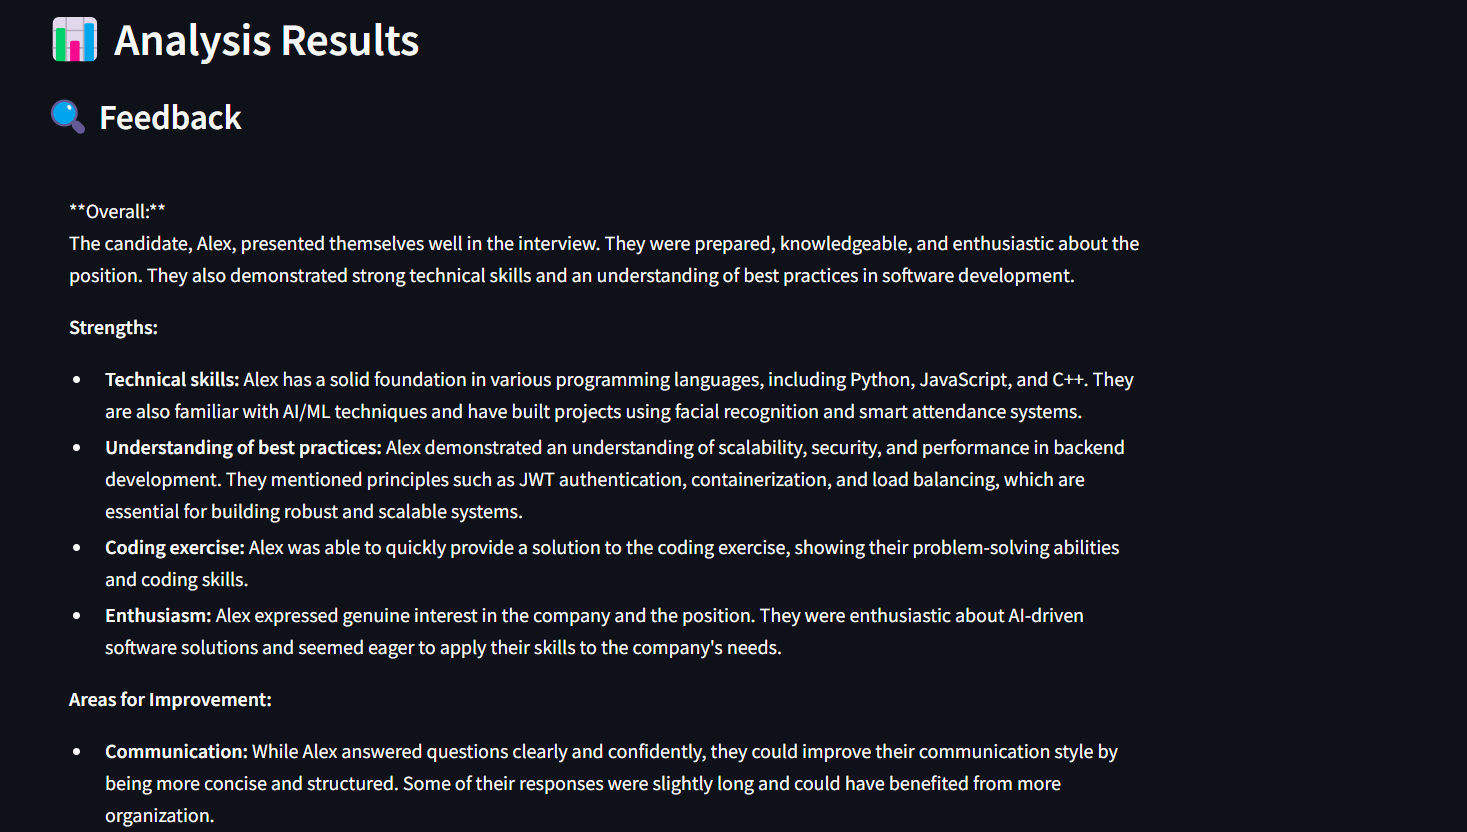 Analysis Results
Feedback
**Overall:**
The candidate, Alex, presented themselves well in the interview. They were prepared, knowledgeable, and enthusiastic about the
position. They also demonstrated strong technical skills and an understanding of best practices in software development.
Strengths:
• Technical skills: Alex has a solid foundation in various programming languages, including Python, JavaScript, and C++. They
are also familiar with AI/ML techniques and have built projects using facial recognition and smart attendance systems.
• Understanding of best practices: Alex demonstrated an understanding of scalability, security, and performance in backend
development. They mentioned principles such as JWT authentication, containerization, and load balancing, which are
essential for building robust and scalable systems.
• Coding exercise: Alex was able to quickly provide a solution to the coding exercise, showing their problem-solving abilities
and coding skills.
• Enthusiasm: Alex expressed genuine interest in the company and the position. They were enthusiastic about AI-driven
software solutions and seemed eager to apply their skills to the company's needs.
Areas for Improvement:
• Communication: While Alex answered questions clearly and confidently, they could improve their communication style by
being more concise and structured. Some of their responses were slightly long and could have benefited from more
organization.